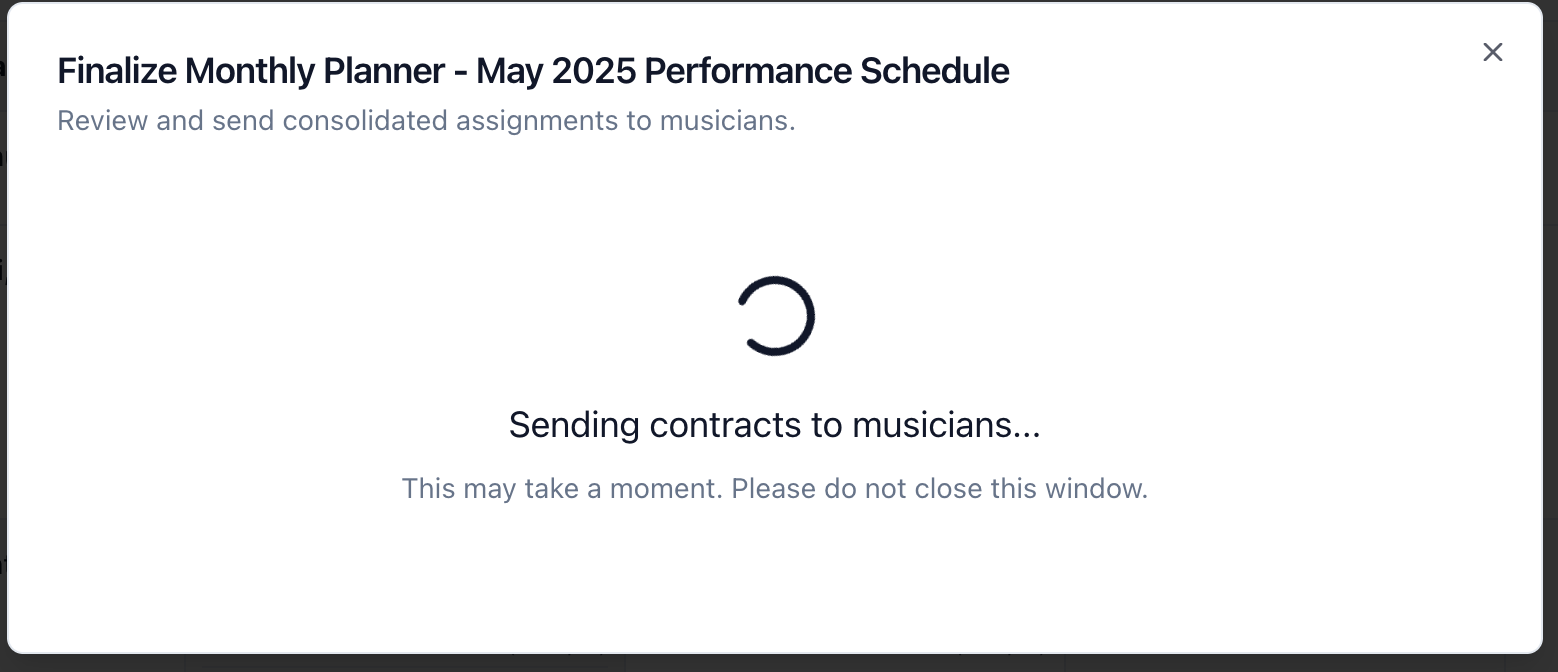 Finalize Monthly Planner - May 2025 Performance Schedule
Review and send consolidated assignments to musicians.
Sending contracts to musicians...
This may take a moment. Please do not close this window.